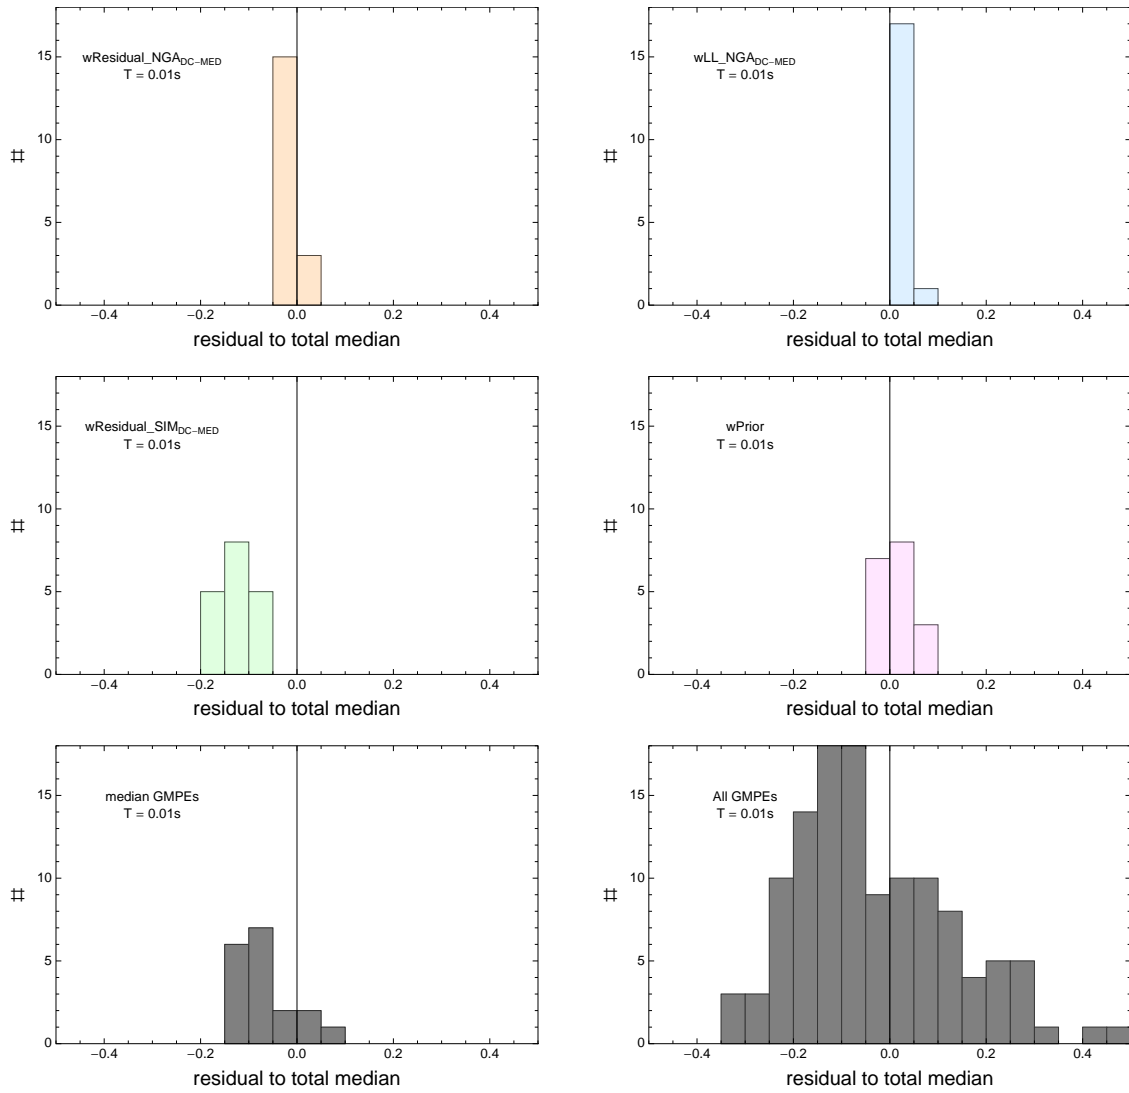 wResidual_NGADC−MED
T = 0.01s
15
10
5
0
#
−0.4 −0.2 0.0 0.2 0.4
residual to total median
wLL_NGADC−MED
T = 0.01s
15
10
5
0
#
−0.4 −0.2 0.0 0.2 0.4
residual to total median
wResidual_SIMDC−MED
T = 0.01s
15
10
5
0
#
−0.4 −0.2 0.0 0.2 0.4
residual to total median
wPrior
T = 0.01s
15
10
5
0
#
−0.4 −0.2 0.0 0.2 0.4
residual to total median
median GMPEs
T = 0.01s
15
10
5
0
#
−0.4 −0.2 0.0 0.2 0.4
residual to total median
All GMPEs
T = 0.01s
15
10
5
0
#
−0.4 −0.2 0.0 0.2 0.4
residual to total median